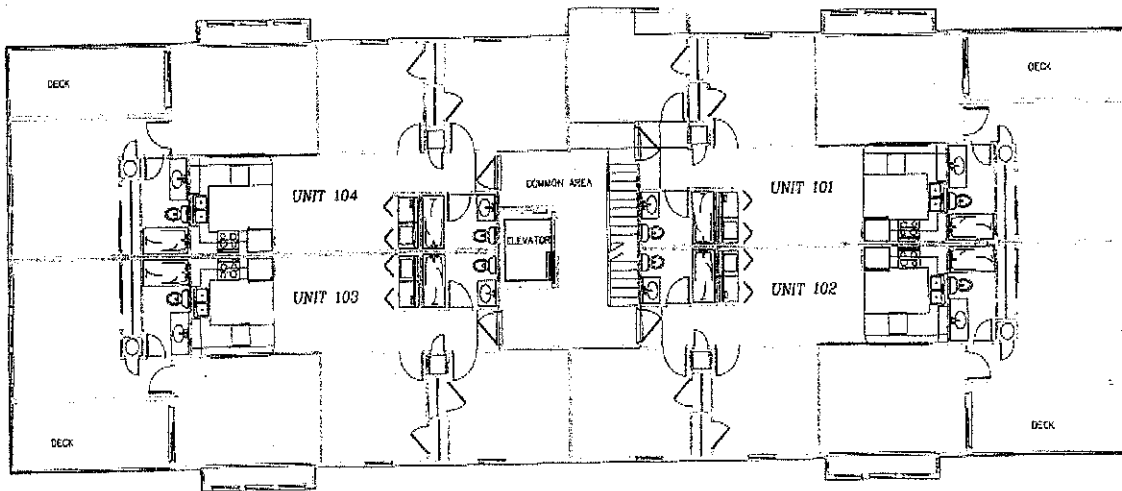 DECK
DECK
COMMON AREA
UNIT 104
UNIT 101
ELEVATOR
UNIT 103
UNIT 102
DECK
DECK